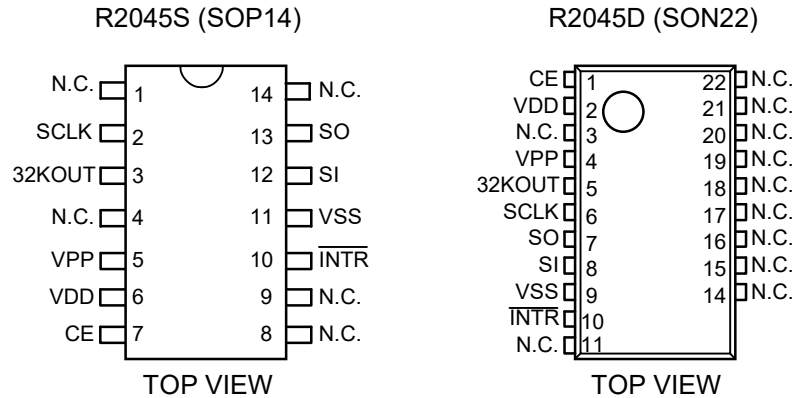 R2045S (SOP14)
N.C. 1 14 N.C.
SCLK 2 13 SO
32KOUT 3 12 SI
N.C. 4 11 VSS
VPP 5 10 INTR
VDD 6 9 N.C.
CE 7 8 N.C.
TOP VIEW
R2045D (SON22)
CE 1 22 N.C.
VDD 2 21 N.C.
N.C. 3 20 N.C.
VPP 4 19 N.C.
32KOUT 5 18 N.C.
SCLK 6 17 N.C.
SO 7 16 N.C.
SI 8 15 N.C.
VSS 9 14 N.C.
INTR 10
N.C. 11
TOP VIEW